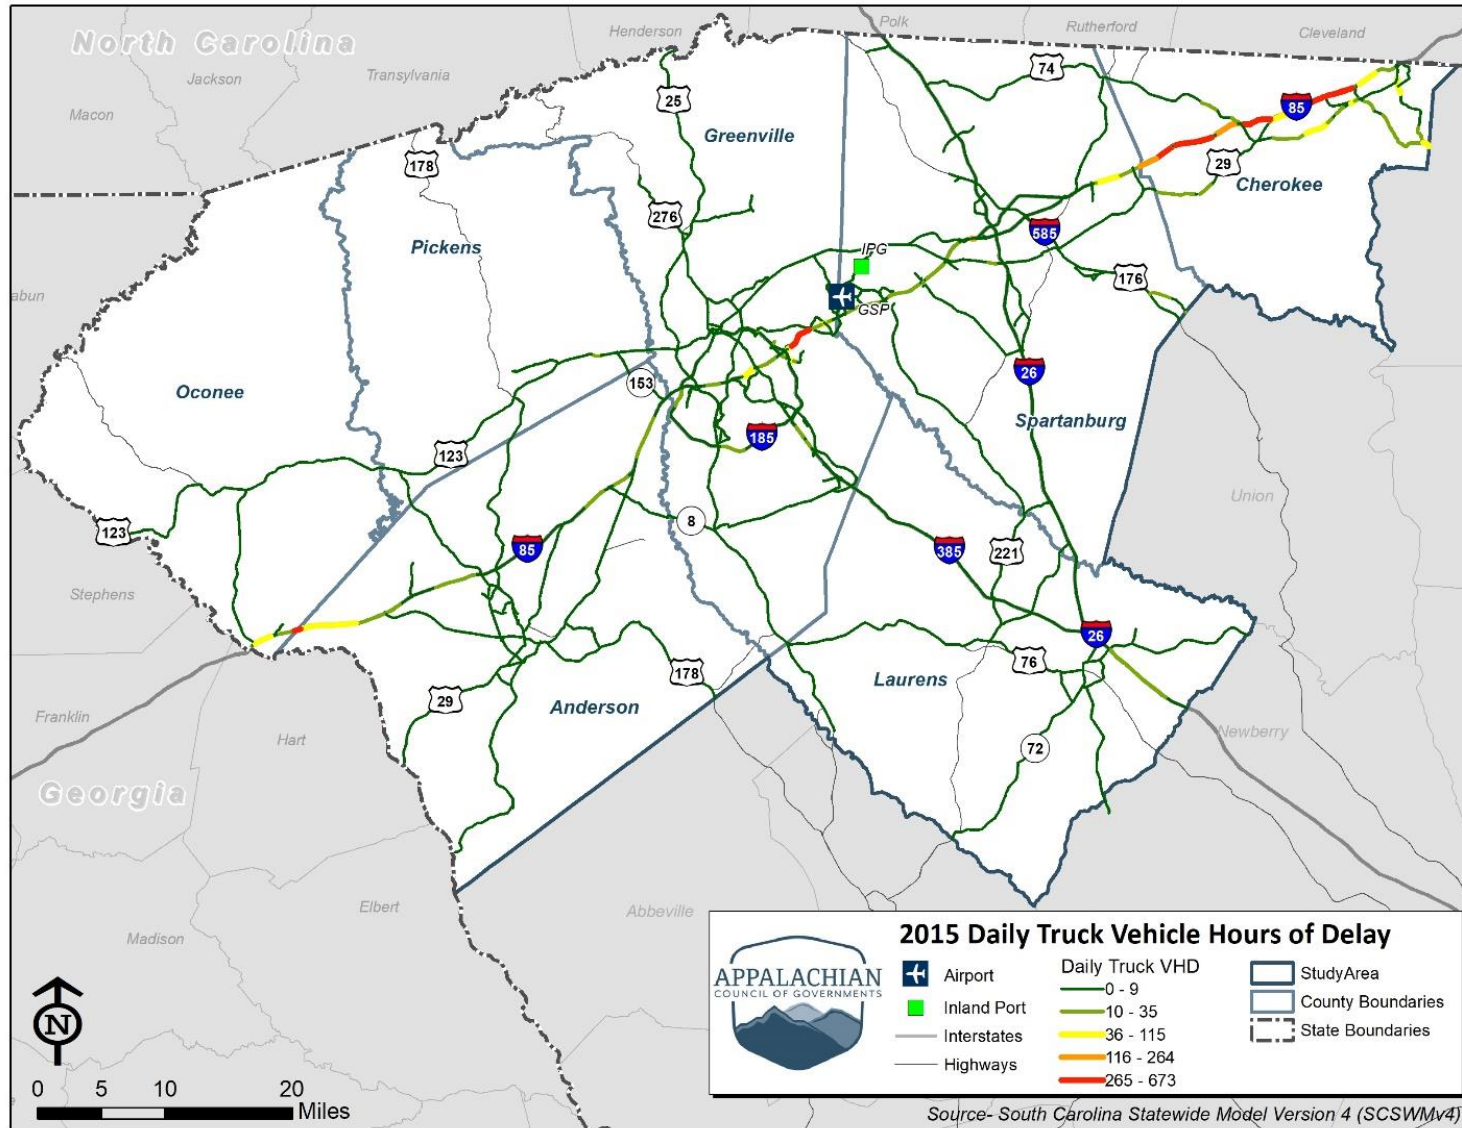 North Carolina
Henderson
Polk
Rutherford
Cleveland
Jackson
Transylvania
Macon
74
25
85
Greenville
178
29
Cherokee
276
585
Pickens
IPG
176
abun
GSP
26
Oconee
153
Spartanburg
185
123
Union
123
8
85
385
221
Stephens
26
76
178
Laurens
29
Anderson
Franklin
Newberry
Hart
72
Georgia
Elbert
Abbeville
Madison
2015 Daily Truck Vehicle Hours of Delay
APPALACHIAN
COUNCIL OF GOVERNMENTS
Airport
Inland Port
Interstates
Highways
Daily Truck VHD
0 - 9
10 - 35
36 - 115
116 - 264
265 - 673
StudyArea
County Boundaries
State Boundaries
N
0 5 10 20
Miles
Source- South Carolina Statewide Model Version 4 (SCSWMv4)